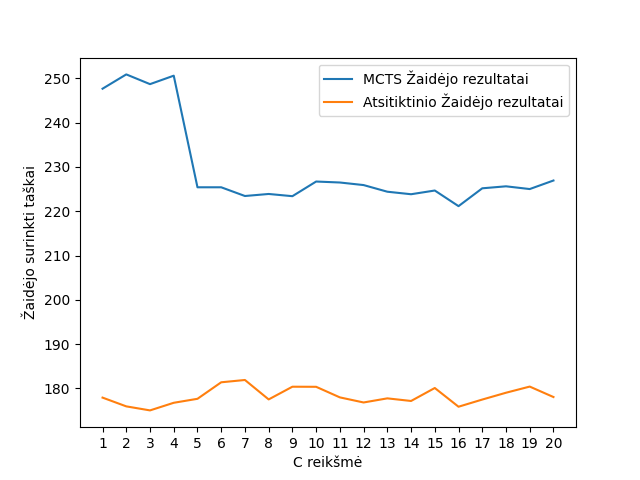 MCTS Žaidėjo rezultatai
Atsitiktinio Žaidėjo rezultatai
Žaidėjo surinkti taškai
250
240
230
220
210
200
190
180
1 2 3 4 5 6 7 8 9 10 11 12 13 14 15 16 17 18 19 20
C reikšmė